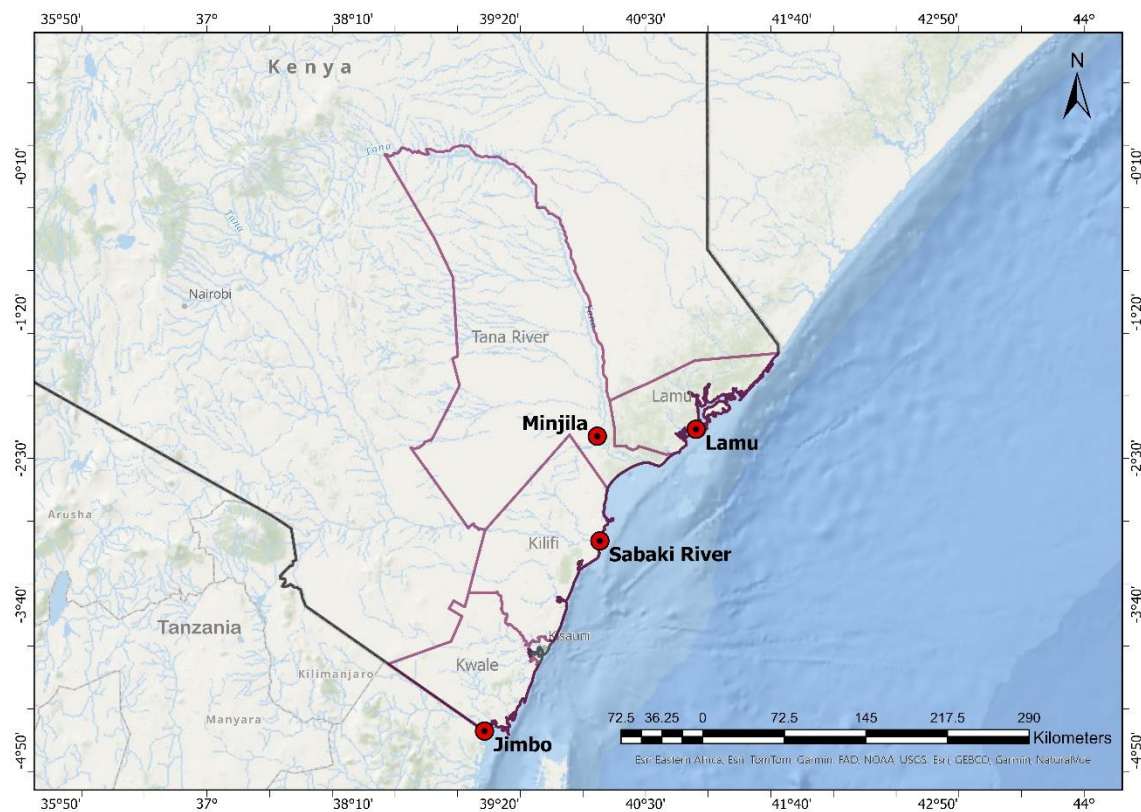 35°50' 37° 38°10' 39°20' 40°30' 41°40' 42°50' 44°
Kenya
N
Tana
-0°10' -0°10'
Tana
Nairobi
-1°20' -1°20'
Tana
Tana River
Lamu
Minjila
Lamu
-2°30' -2°30'
Arusha
Kilifi
Sabaki River
-3°40' -3°40'
Tanzania
Kisauni
Kwale
Kilimanjaro
Manyara
72.5 36.25 0 72.5 145 217.5 290
Kilometers
Jimbo
-4°50' -4°50'
Esri Eastern Africa, Esri, TomTom, Garmin, FAO, NOAA, USGS, Esri, GEBCO, Garmin, NaturalVue
35°50' 37° 38°10' 39°20' 40°30' 41°40' 42°50' 44°